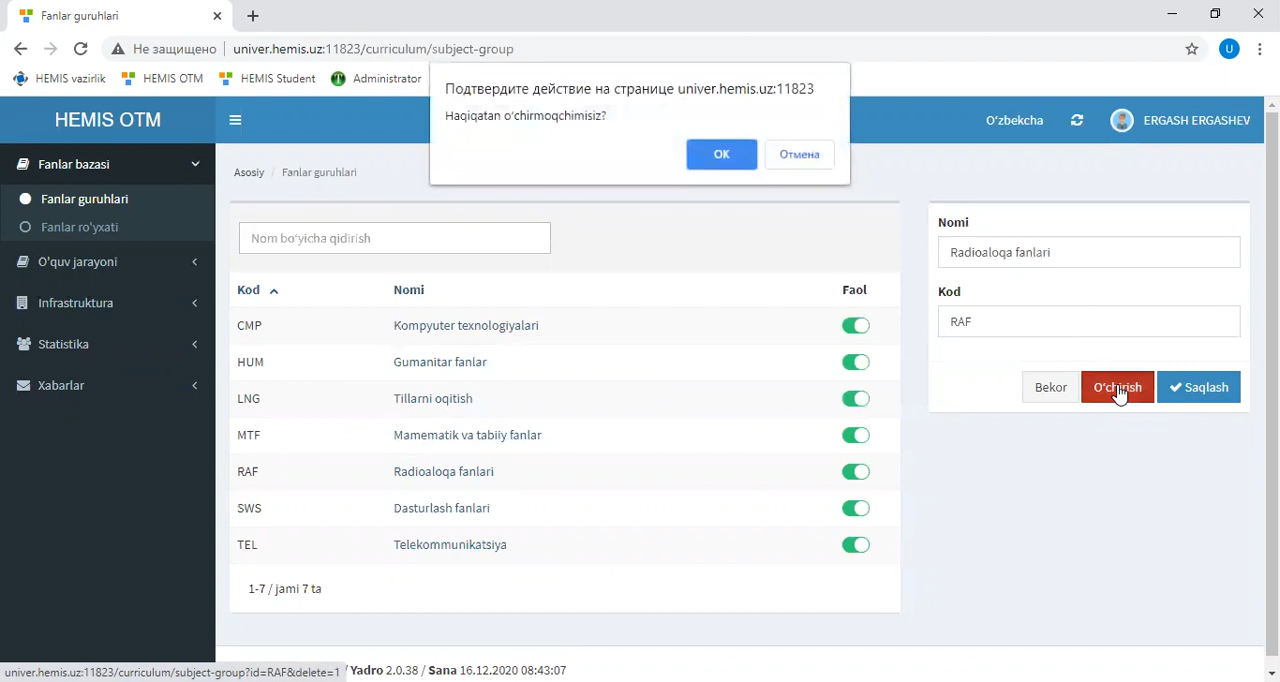 Fanlar guruhlari
Не защищено
univer.hemis.uz:11823/curriculum/subject-group
U
HEMIS vazirlik
HEMIS OTM
HEMIS Student
Administrator
Подтвердите действие на странице univer.hemis.uz:11823
Haqiqatan o‘chirmoqchimisiz?
ОК
Отмена
HEMIS OTM
O‘zbekcha
ERGASH ERGASHEV
Fanlar bazasi
Fanlar guruhlari
Fanlar ro'yxati
O'quv jarayoni
Infrastruktura
Statistika
Xabarlar
Asosiy / Fanlar guruhlari
Nom bo‘yicha qidirish
Kod Nomi Faol
CMP Kompyuter texnologiyalari
HUM Gumanitar fanlar
LNG Tillarni oqitish
MTF Mamematik va tabiiy fanlar
RAF Radioaloqa fanlari
SWS Dasturlash fanlari
TEL Telekommunikatsiya
1-7 / jami 7 ta
Nomi
Radioaloqa fanlari
Kod
RAF
Bekor
O‘chirish
Saqlash
univer.hemis.uz:11823/curriculum/subject-group?id=RAF&delete=1
/ Yadro 2.0.38 / Sana 16.12.2020 08:43:07